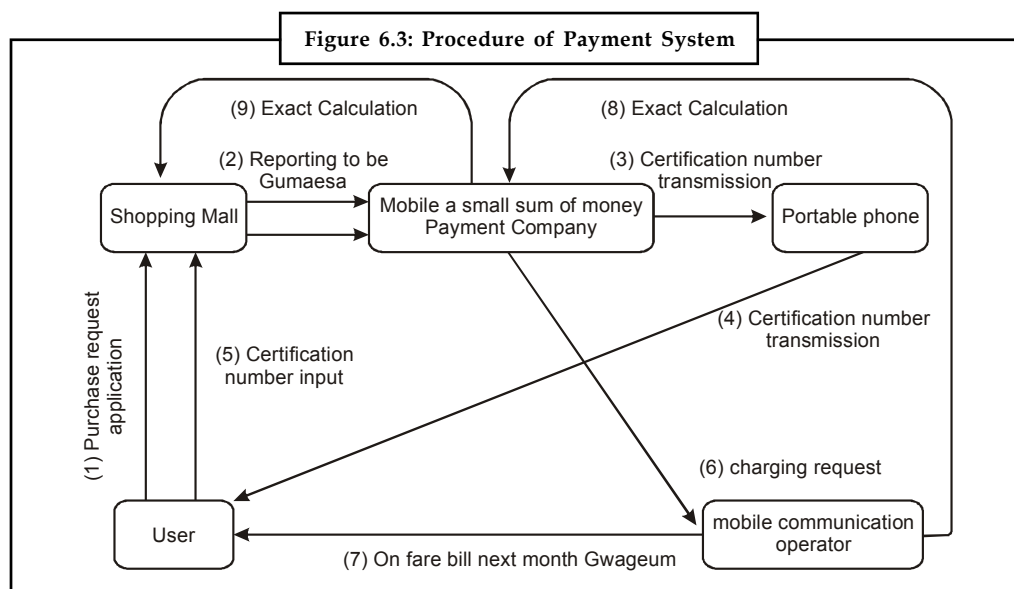 Figure 6.3: Procedure of Payment System
(9) Exact Calculation
(8) Exact Calculation
(2) Reporting to be
Gumaesa
(3) Certification number
transmission
Shopping Mall
Mobile a small sum of money
Payment Company
Portable phone
(4) Certification number
transmission
(5) Certification
number input
(1) Purchase request
application
(6) charging request
User
mobile communication
operator
(7) On fare bill next month Gwageum